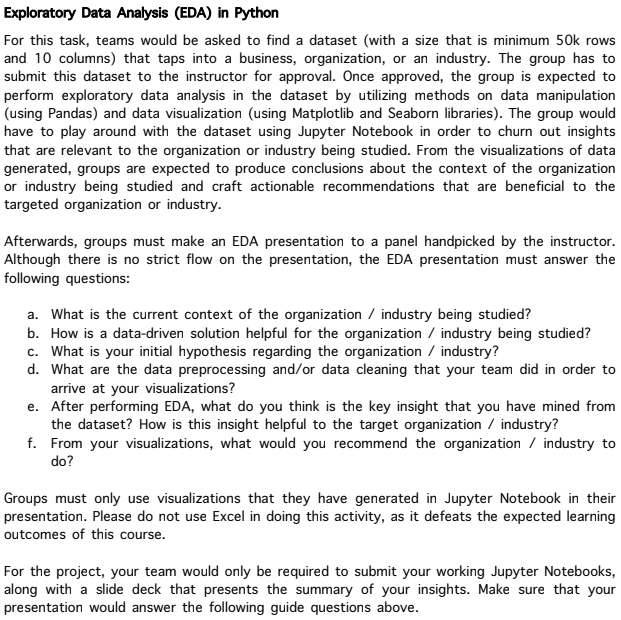 Exploratory Data Analysis (EDA) in Python
For this task, teams would be asked to find a dataset (with a size that is minimum 50k rows
and 10 columns) that taps into a business, organization, or an industry. The group has to
submit this dataset to the instructor for approval. Once approved, the group is expected to
perform exploratory data analysis in the dataset by utilizing methods on data manipulation
(using Pandas) and data visualization (using Matplotlib and Seaborn libraries). The group would
have to play around with the dataset using Jupyter Notebook in order to churn out insights
that are relevant to the organization or industry being studied. From the visualizations of data
generated, groups are expected to produce conclusions about the context of the organization
or industry being studied and craft actionable recommendations that are beneficial to the
targeted organization or industry.
Afterwards, groups must make an EDA presentation to a panel handpicked by the instructor.
Although there is no strict flow on the presentation, the EDA presentation must answer the
following questions:
a. What is the current context of the organization / industry being studied?
b. How is a data-driven solution helpful for the organization / industry being studied?
c. What is your initial hypothesis regarding the organization / industry?
d. What are the data preprocessing and/or data cleaning that your team did in order to
arrive at your visualizations?
e. After performing EDA, what do you think is the key insight that you have mined from
the dataset? How is this insight helpful to the target organization / industry?
f. From your visualizations, what would you recommend the organization / industry to
do?
Groups must only use visualizations that they have generated in Jupyter Notebook in their
presentation. Please do not use Excel in doing this activity, as it defeats the expected learning
outcomes of this course.
For the project, your team would only be required to submit your working Jupyter Notebooks,
along with a slide deck that presents the summary of your insights. Make sure that your
presentation would answer the following guide questions above.